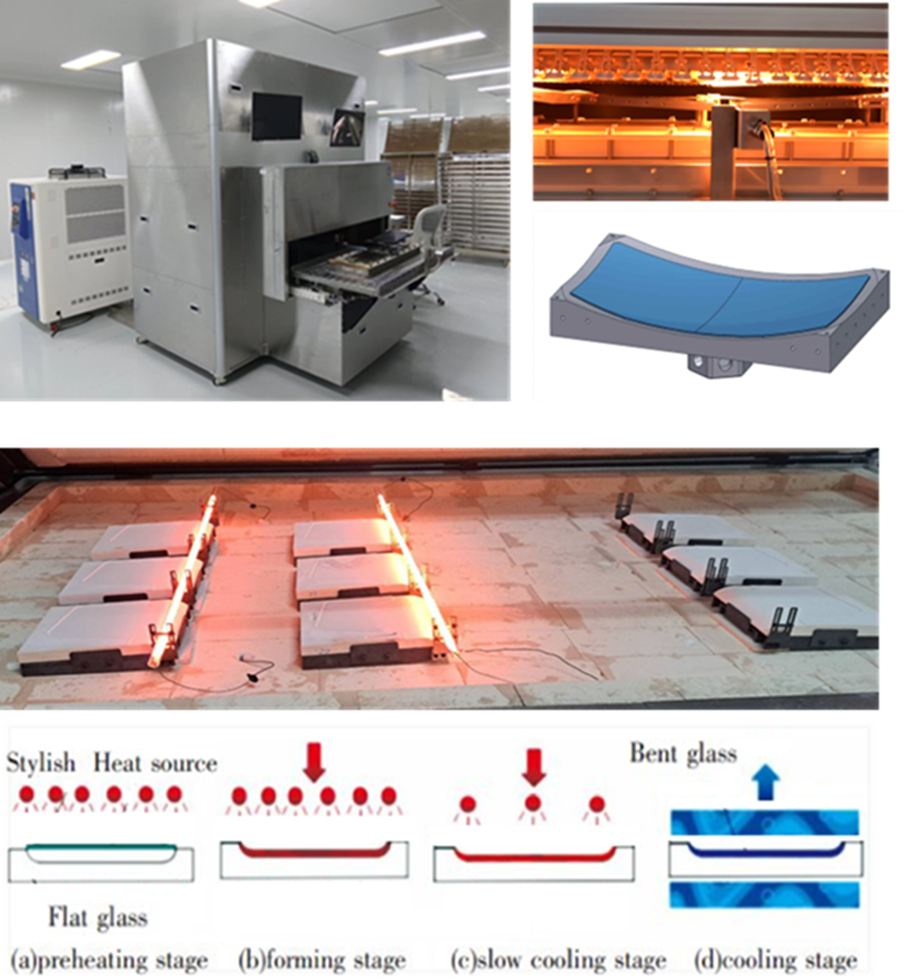 Stylish Heat source
Bent glass
Flat glass
(a)preheating stage (b)forming stage (c)slow cooling stage (d)cooling stage